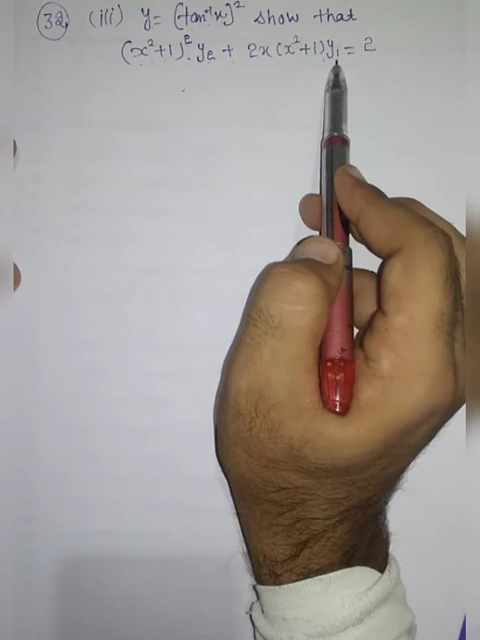 32, (iii) y = (tan⁻¹x)² show that
(x²+1)² y₂ + 2x(x²+1)y₁ = 2